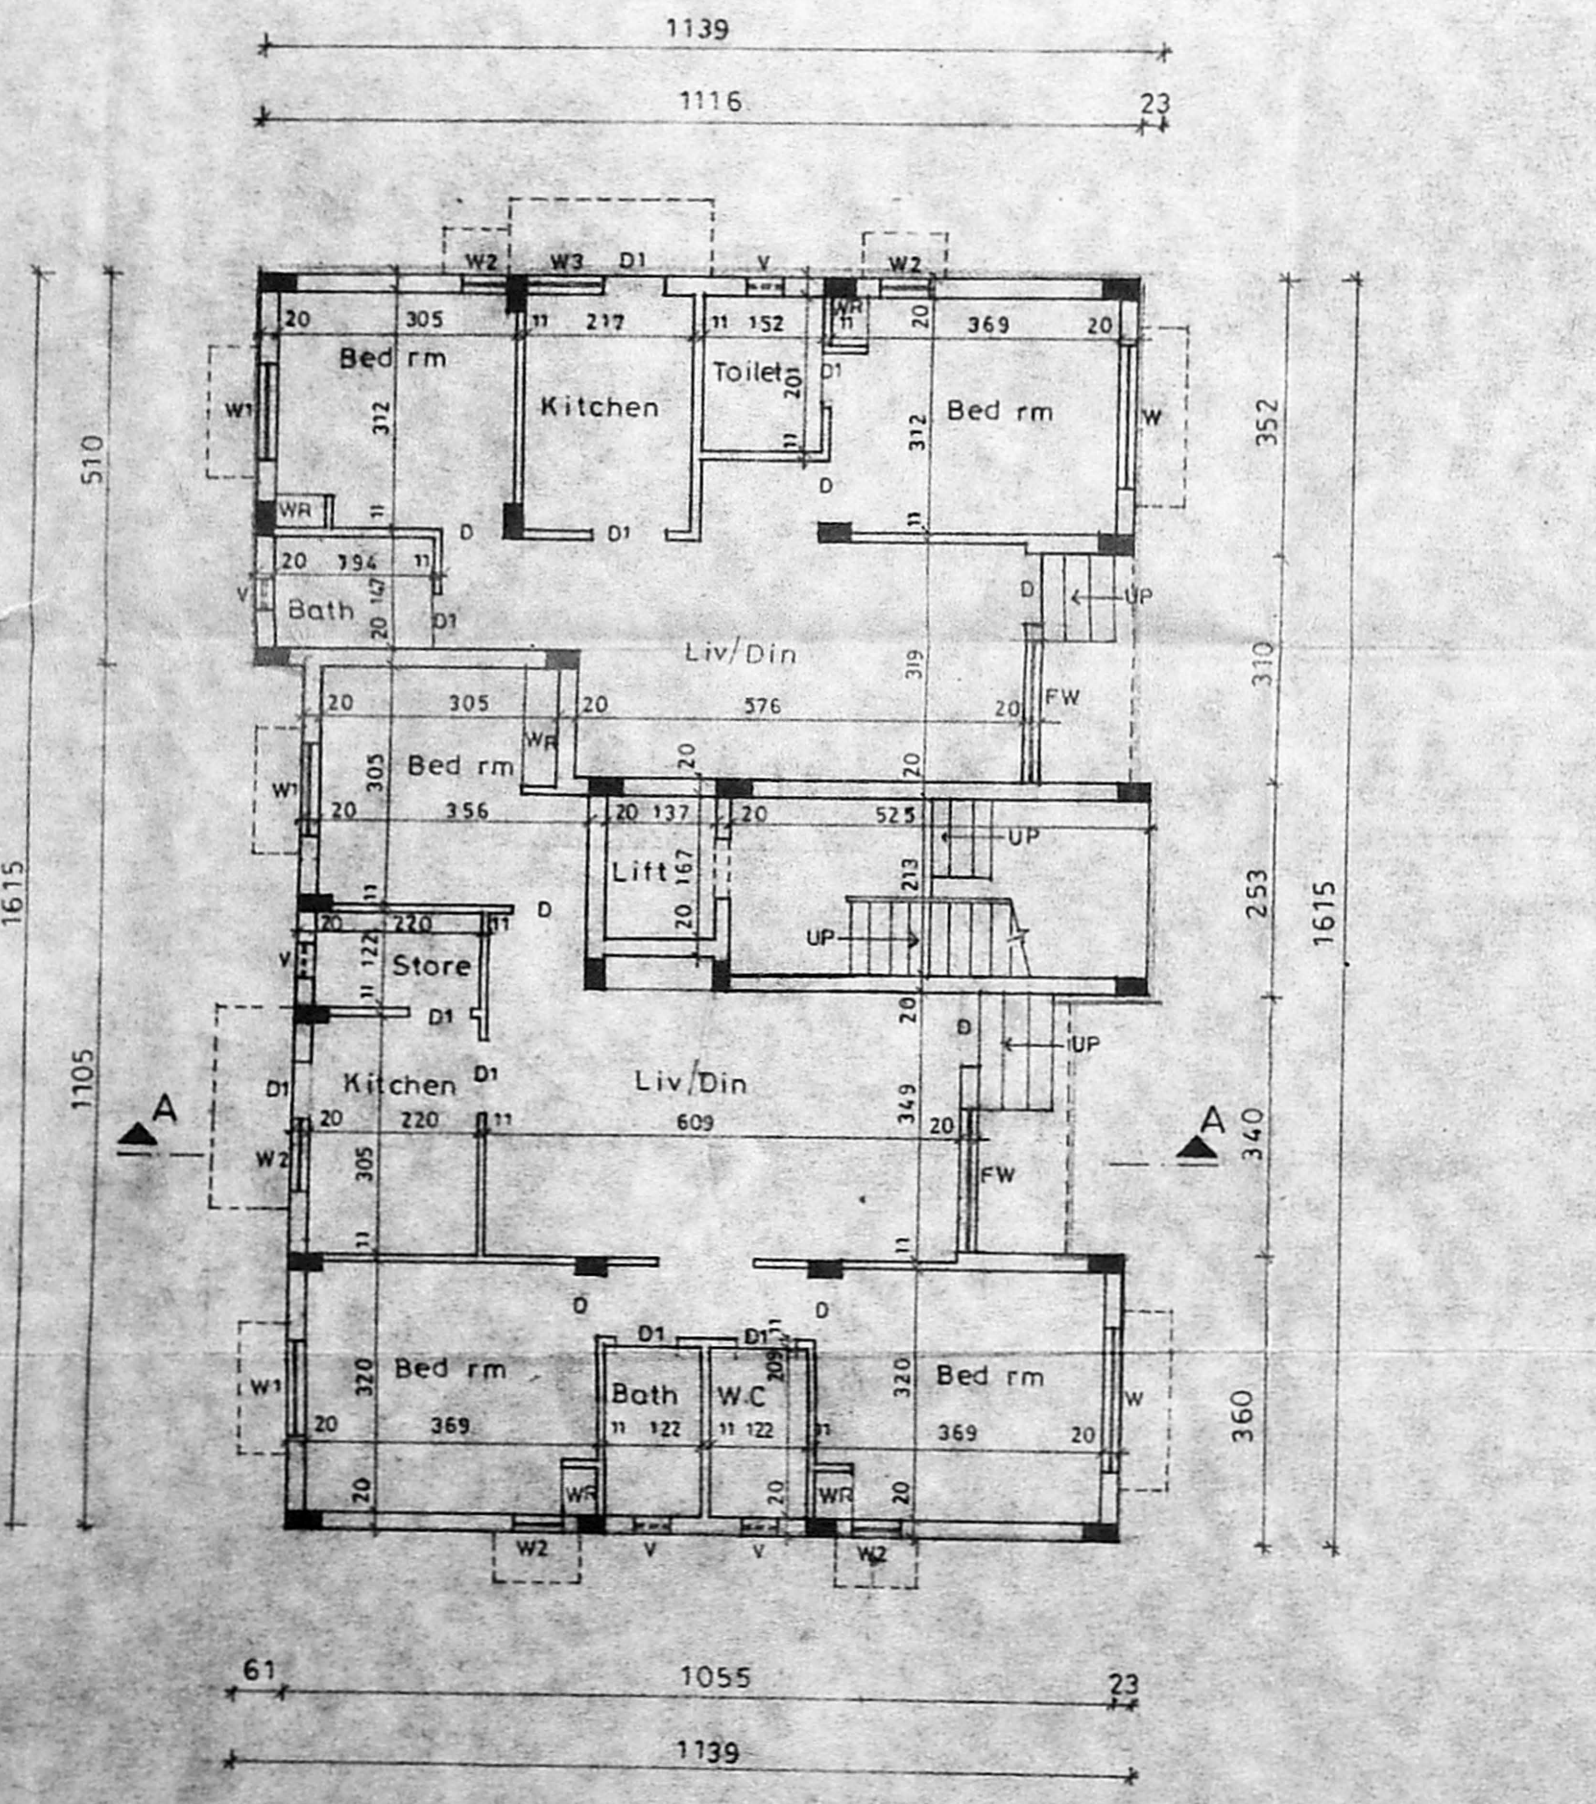 1139
1116 23
W2 W3 D1 V W2
20 305 11 217 11 152 WR 11 20 369 20
Bed rm Kitchen Toilet 201 D1 Bed rm
W1 312 312 W 352
510 11 D
WR 11 D D1 11
20 194 11
V Bath 147 D1 D UP
20 Liv/Din 319 310
20 305 20 576 20 FW
WR 20 20
Bed rm 305
W1 20 356 20 137 20 525 UP
1615 Lift 167 213 253 1615
11 D 20
20 220 11 UP
V 122 Store
11 D1 20 D UP
1105 D1 Kitchen D1 Liv/Din 349
A 20 220 11 609 20 340 A
W2 305 FW
11 11
D D
D1 D1 11
W1 Bed rm 320 Bath W.C 209 320 Bed rm W
20 369 11 122 11 122 11 369 20 360
20 WR 20 WR 20
W2 V V W2
61 1055 23
1139